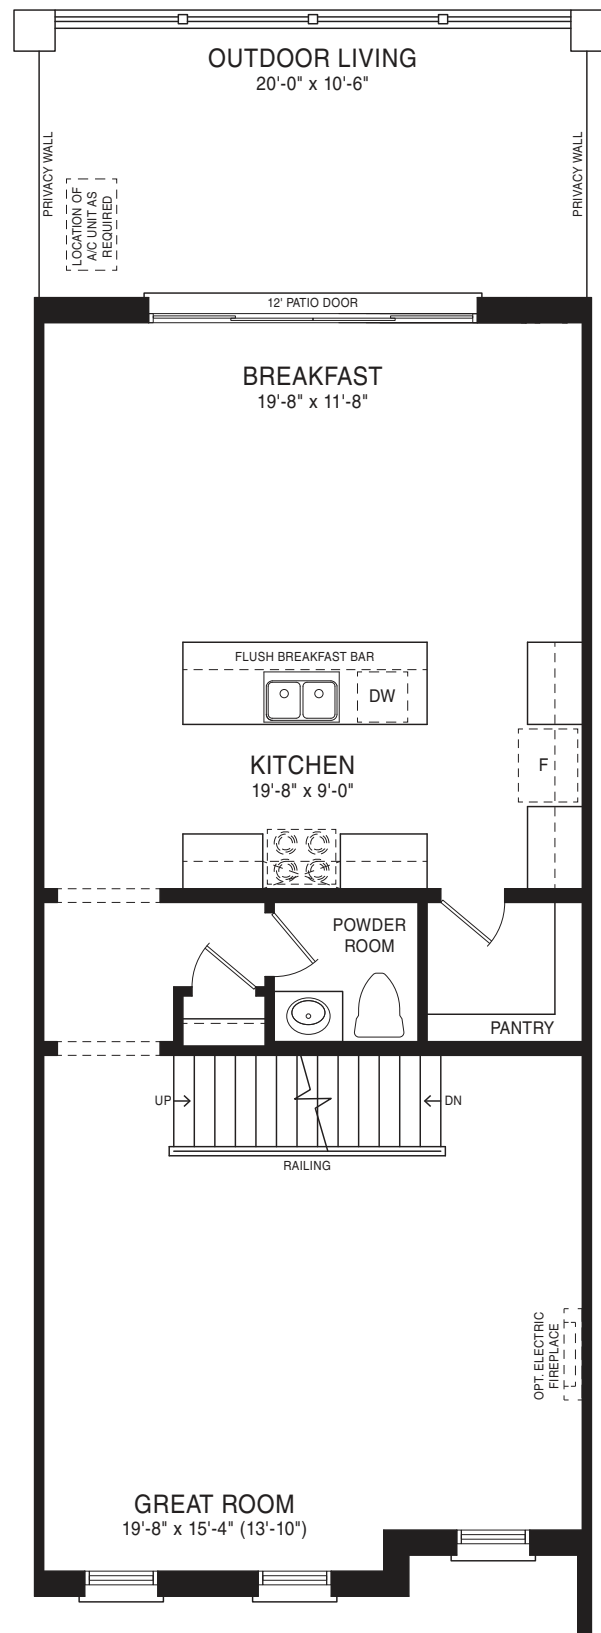 OUTDOOR LIVING
20'-0" x 10'-6"
PRIVACY WALL
PRIVACY WALL
LOCATION OF
A/C UNIT AS
REQUIRED
12' PATIO DOOR
BREAKFAST
19'-8" x 11'-8"
FLUSH BREAKFAST BAR
DW
KITCHEN
19'-8" x 9'-0"
F
POWDER
ROOM
PANTRY
UP
DN
RAILING
OPT. ELECTRIC
FIREPLACE
GREAT ROOM
19'-8" x 15'-4" (13'-10")